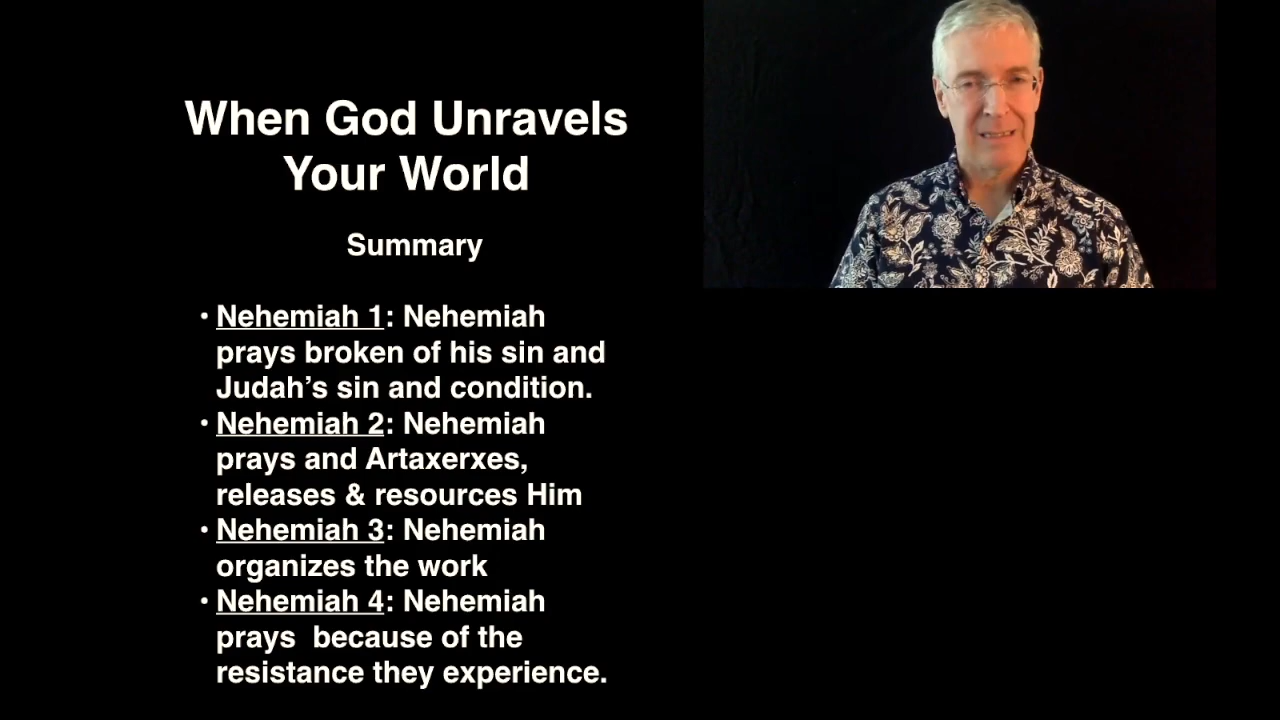 When God Unravels
Your World
Summary
• Nehemiah 1: Nehemiah
prays broken of his sin and
Judah’s sin and condition.
• Nehemiah 2: Nehemiah
prays and Artaxerxes,
releases & resources Him
• Nehemiah 3: Nehemiah
organizes the work
• Nehemiah 4: Nehemiah
prays  because of the
resistance they experience.